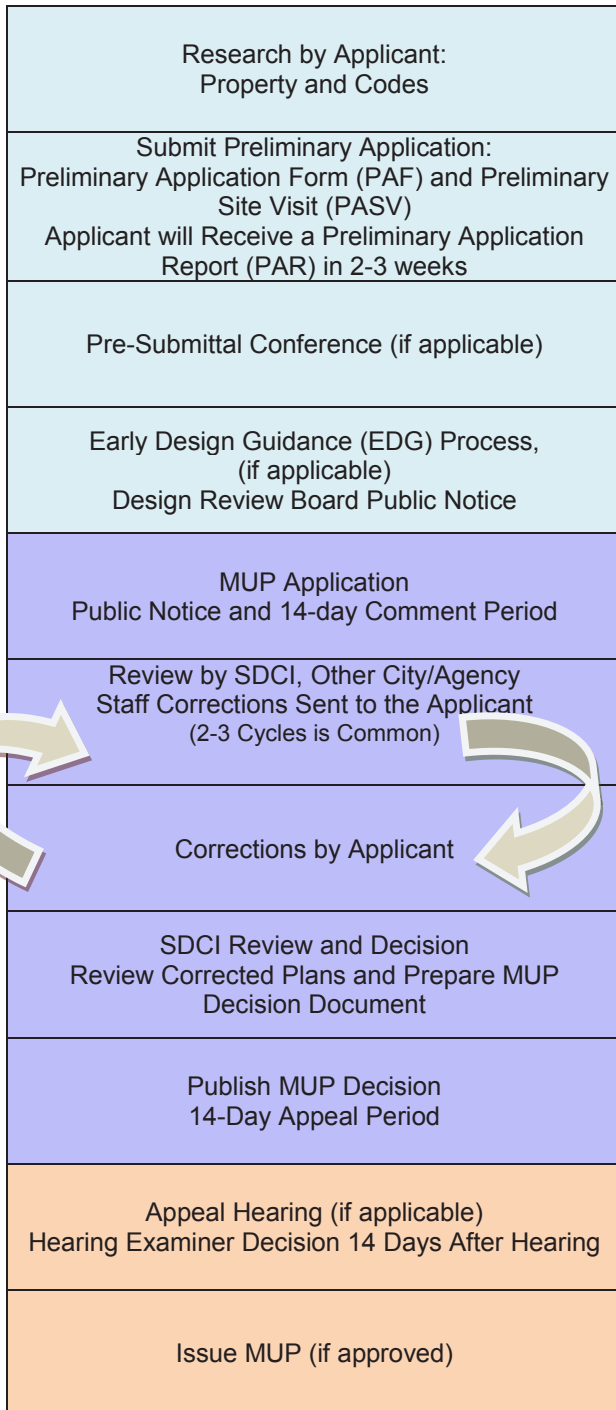 Research by Applicant:
Property and Codes
Submit Preliminary Application:
Preliminary Application Form (PAF) and Preliminary
Site Visit (PASV)
Applicant will Receive a Preliminary Application
Report (PAR) in 2-3 weeks
Pre-Submittal Conference (if applicable)
Early Design Guidance (EDG) Process,
(if applicable)
Design Review Board Public Notice
MUP Application
Public Notice and 14-day Comment Period
Review by SDCI, Other City/Agency
Staff Corrections Sent to the Applicant
(2-3 Cycles is Common)
Corrections by Applicant
SDCI Review and Decision
Review Corrected Plans and Prepare MUP
Decision Document
Publish MUP Decision
14-Day Appeal Period
Appeal Hearing (if applicable)
Hearing Examiner Decision 14 Days After Hearing
Issue MUP (if approved)